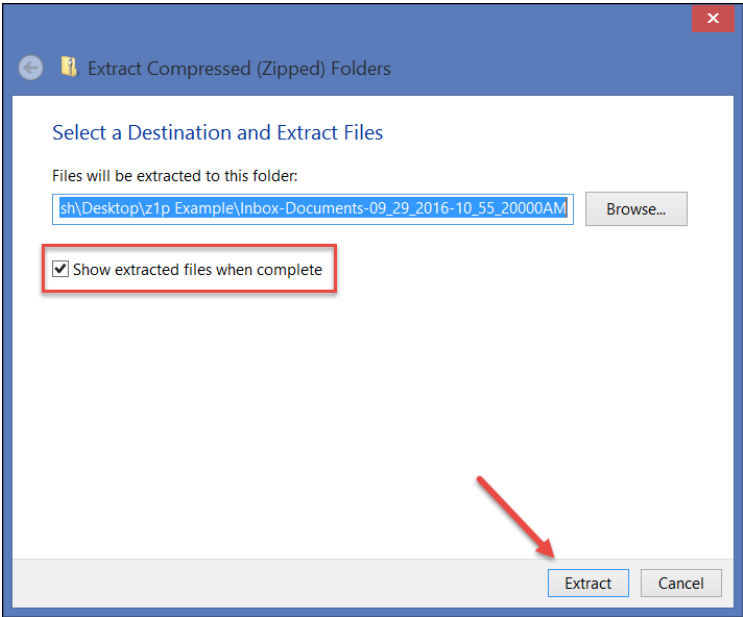 Extract Compressed (Zipped) Folders
Select a Destination and Extract Files
Files will be extracted to this folder:
sh\Desktop\z1p Example\Inbox-Documents-09_29_2016-10_55_20000AM
Browse...
Show extracted files when complete
Extract
Cancel